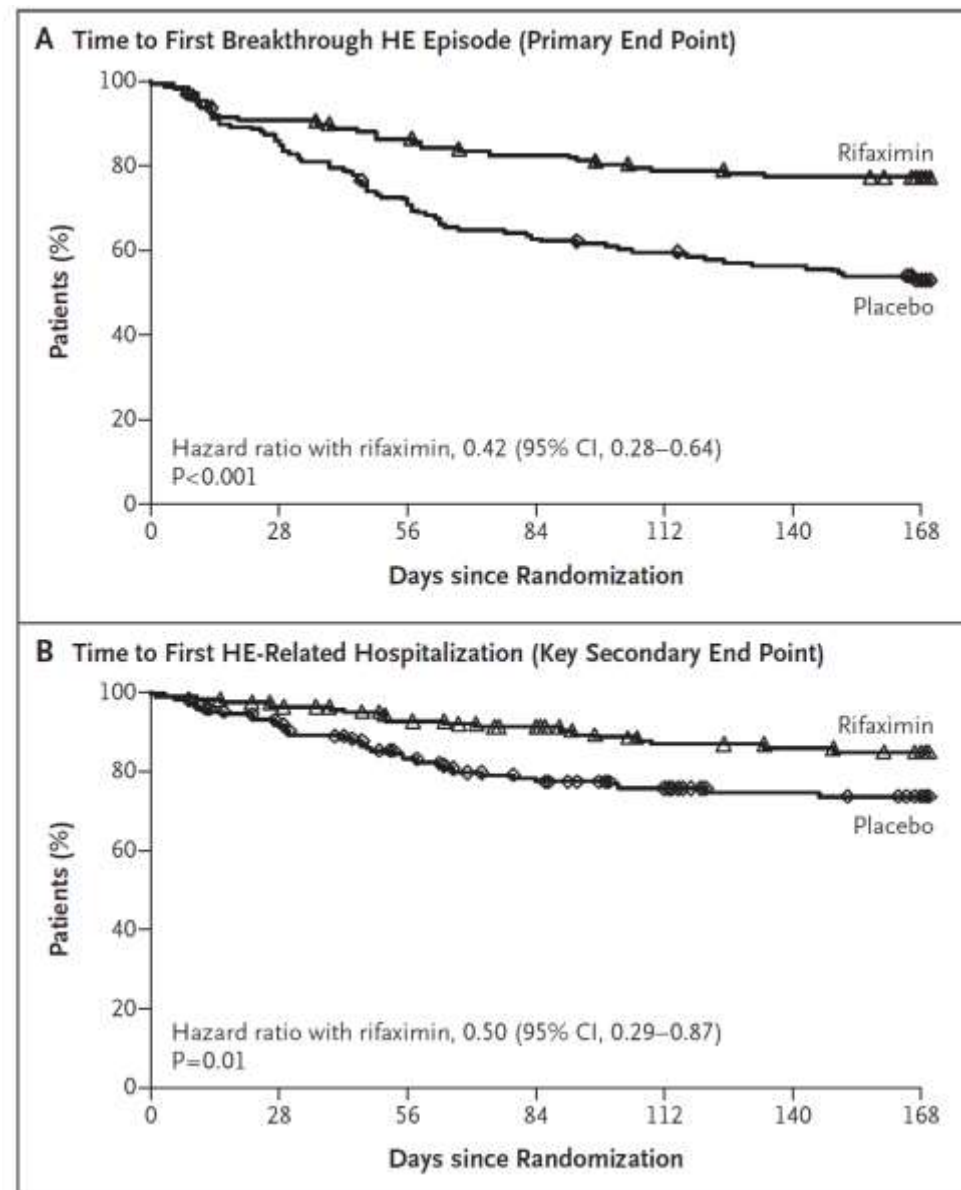 A Time to First Breakthrough HE Episode (Primary End Point)
100
80
60
40
20
0
Patients (%)
Rifaximin
Placebo
Hazard ratio with rifaximin, 0.42 (95% CI, 0.28–0.64)
P<0.001
0 28 56 84 112 140 168
Days since Randomization
B Time to First HE-Related Hospitalization (Key Secondary End Point)
100
80
60
40
20
0
Patients (%)
Rifaximin
Placebo
Hazard ratio with rifaximin, 0.50 (95% CI, 0.29–0.87)
P=0.01
0 28 56 84 112 140 168
Days since Randomization